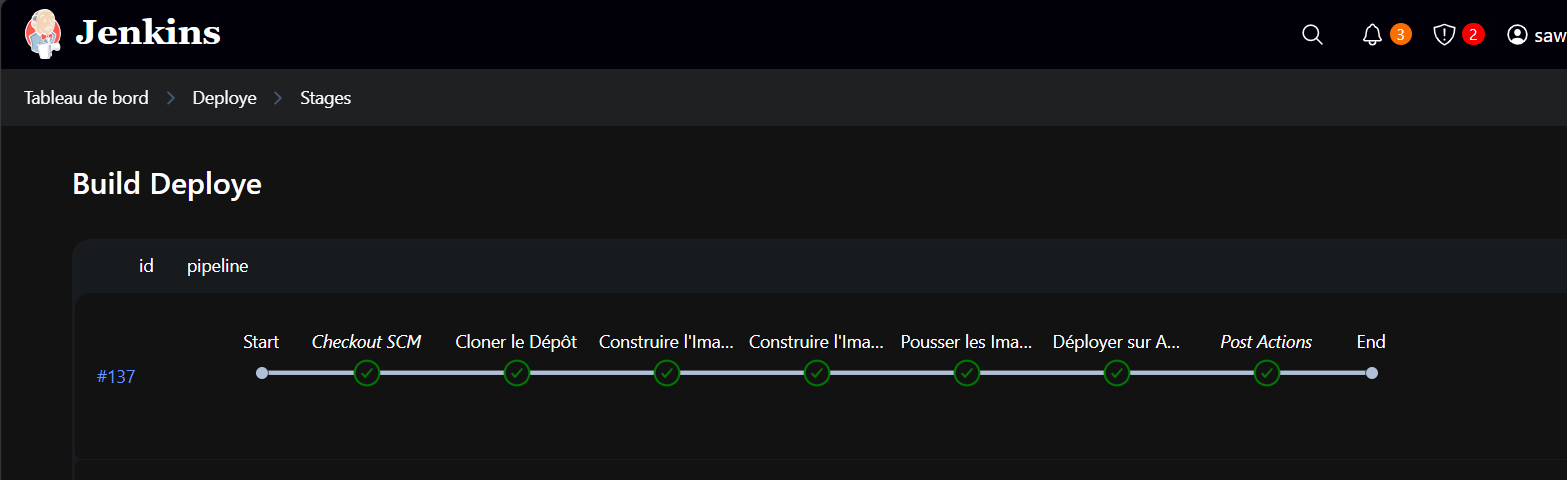 Jenkins
3
2
saw
Tableau de bord
Deploye
Stages
Build Deploye
id pipeline
Start Checkout SCM Cloner le Dépôt Construire l'Ima... Construire l'Ima... Pousser les Ima... Déployer sur A... Post Actions End
#137